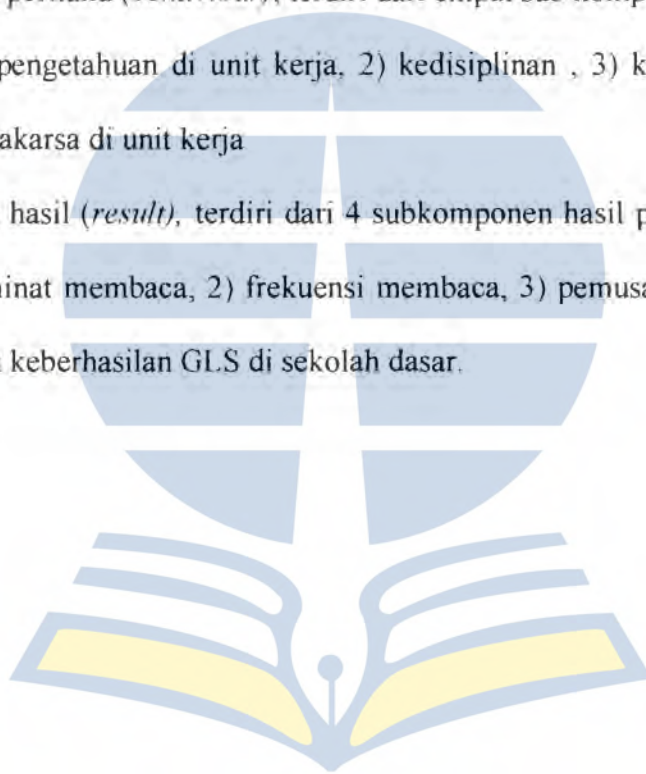 pengetahuan di unit kerja, 2) kedisiplinan , 3) k
akarsa di unit kerja
hasil (result), terdiri dari 4 subkomponen hasil p
inat membaca, 2) frekuensi membaca, 3) pemusa
keberhasilan GLS di sekolah dasar.